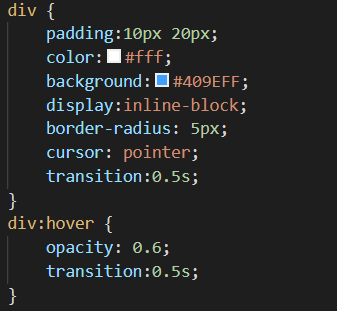 div {
    padding:10px 20px;
    color:#fff;
    background:#409EFF;
    display:inline-block;
    border-radius: 5px;
    cursor: pointer;
    transition:0.5s;
}
div:hover {
    opacity: 0.6;
    transition:0.5s;
}